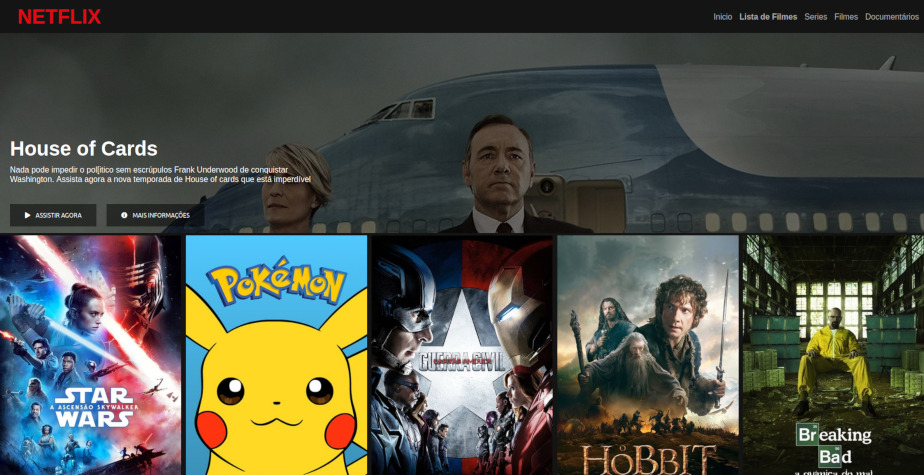 NETFLIX
Inicio Lista de Filmes Series Filmes Documentários
House of Cards
Nada pode impedir o polJitico sem escrúpulos Frank Underwood de conquistar
Washington. Assista agora a nova temporada de House of cards que está imperdível
ASSISTIR AGORA MAIS INFORMAÇÕES
STAR
A ASCENSÃO SKYWALKER
WARS
POKéMON
GUERRA CIVIL
O
HOBBIT
Breaking
Bad
a química do mal